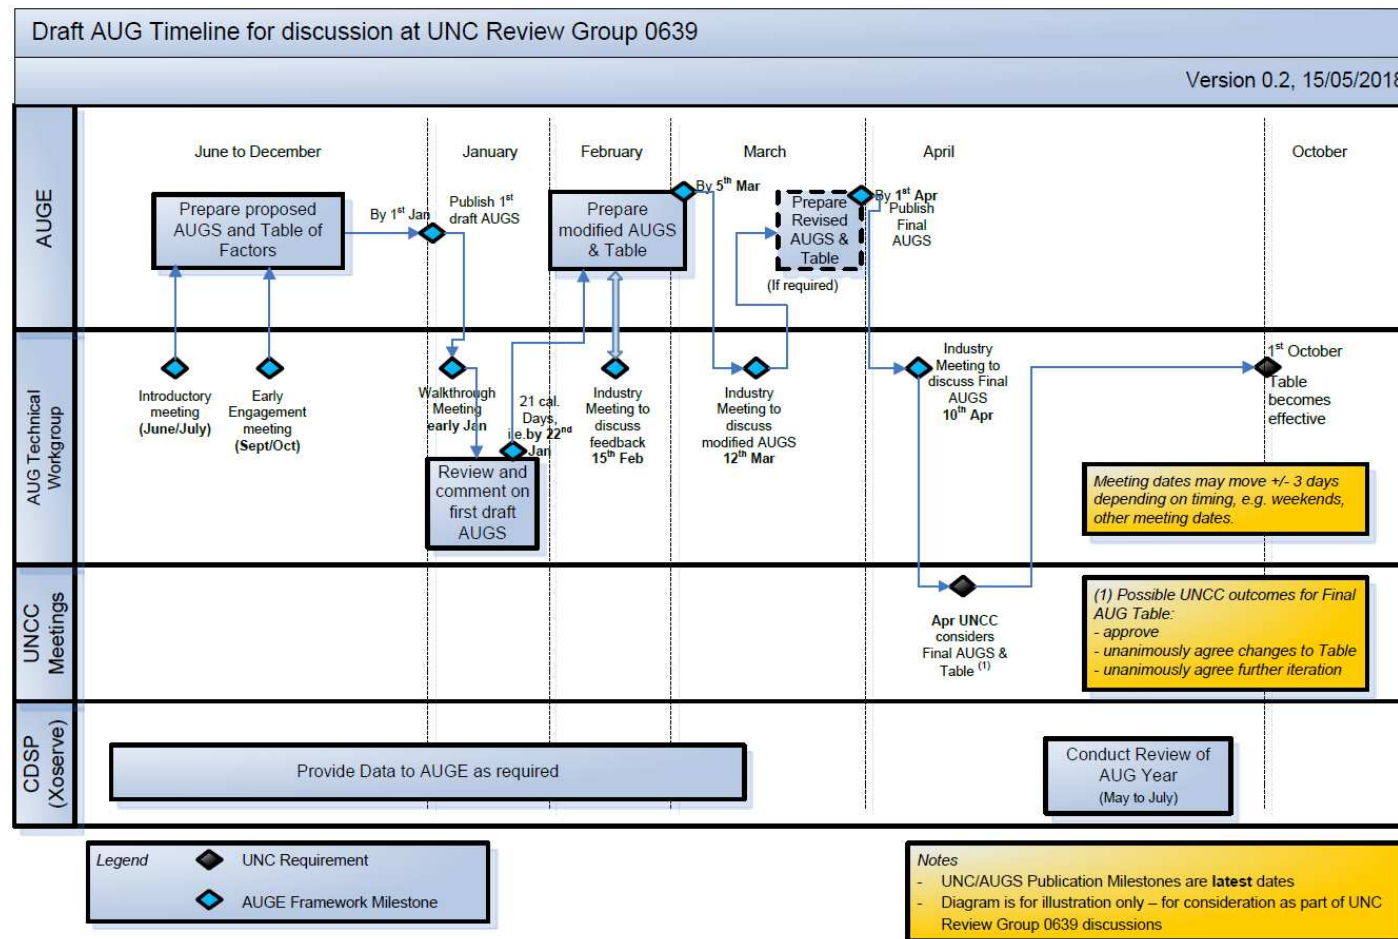 Draft AUG Timeline for discussion at UNC Review Group 0639
Version 0.2, 15/05/2018
AUGE
June to December
January
February
March
April
October
Prepare proposed
AUGS and Table of
Factors
By 1st Jan
Publish 1st
draft AUGS
Prepare
modified AUGS
& Table
By 5th Mar
Prepare
Revised
AUGS &
Table
(If required)
By 1st Apr
Publish
Final
AUGS
AUG Technical
Workgroup
Introductory
meeting
(June/July)
Early
Engagement
meeting
(Sept/Oct)
Walkthrough
Meeting
early Jan
21 cal.
Days,
i.e.by 22nd
Jan
Review and
comment on
first draft
AUGS
Industry
Meeting to
discuss
feedback
15th Feb
Industry
Meeting to
discuss
modified AUGS
12th Mar
Industry
Meeting to
discuss Final
AUGS
10th Apr
1st October
Table
becomes
effective
Meeting dates may move +/- 3 days
depending on timing, e.g. weekends,
other meeting dates.
UNCC
Meetings
Apr UNCC
considers
Final AUGS &
Table (1)
(1) Possible UNCC outcomes for Final
AUG Table:
- approve
- unanimously agree changes to Table
- unanimously agree further iteration
CDSP
(Xoserve)
Provide Data to AUGE as required
Conduct Review of
AUG Year
(May to July)
Legend
UNC Requirement
AUGE Framework Milestone
Notes
- UNC/AUGS Publication Milestones are latest dates
- Diagram is for illustration only – for consideration as part of UNC
Review Group 0639 discussions